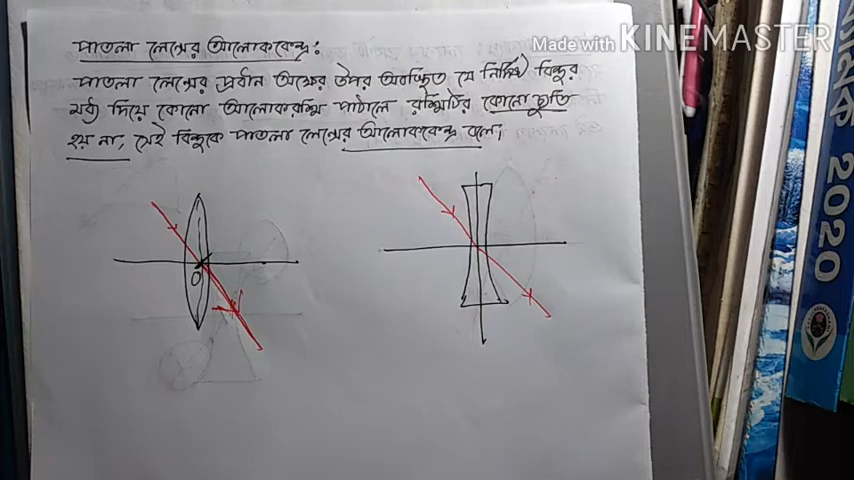 Made with KINEMASTER
পাতলা লেন্সের আলোককেন্দ্র:
পাতলা লেন্সের প্রধান অক্ষের উপর অবস্থিত যে নির্দিষ্ট বিন্দুর
মধ্য দিয়ে কোনো আলোকরশ্মি পাঠালে রশ্মিটির কোনো চ্যুতি
হয় না, সেই বিন্দুকে পাতলা লেন্সের আলোককেন্দ্র বলে;
O
2020